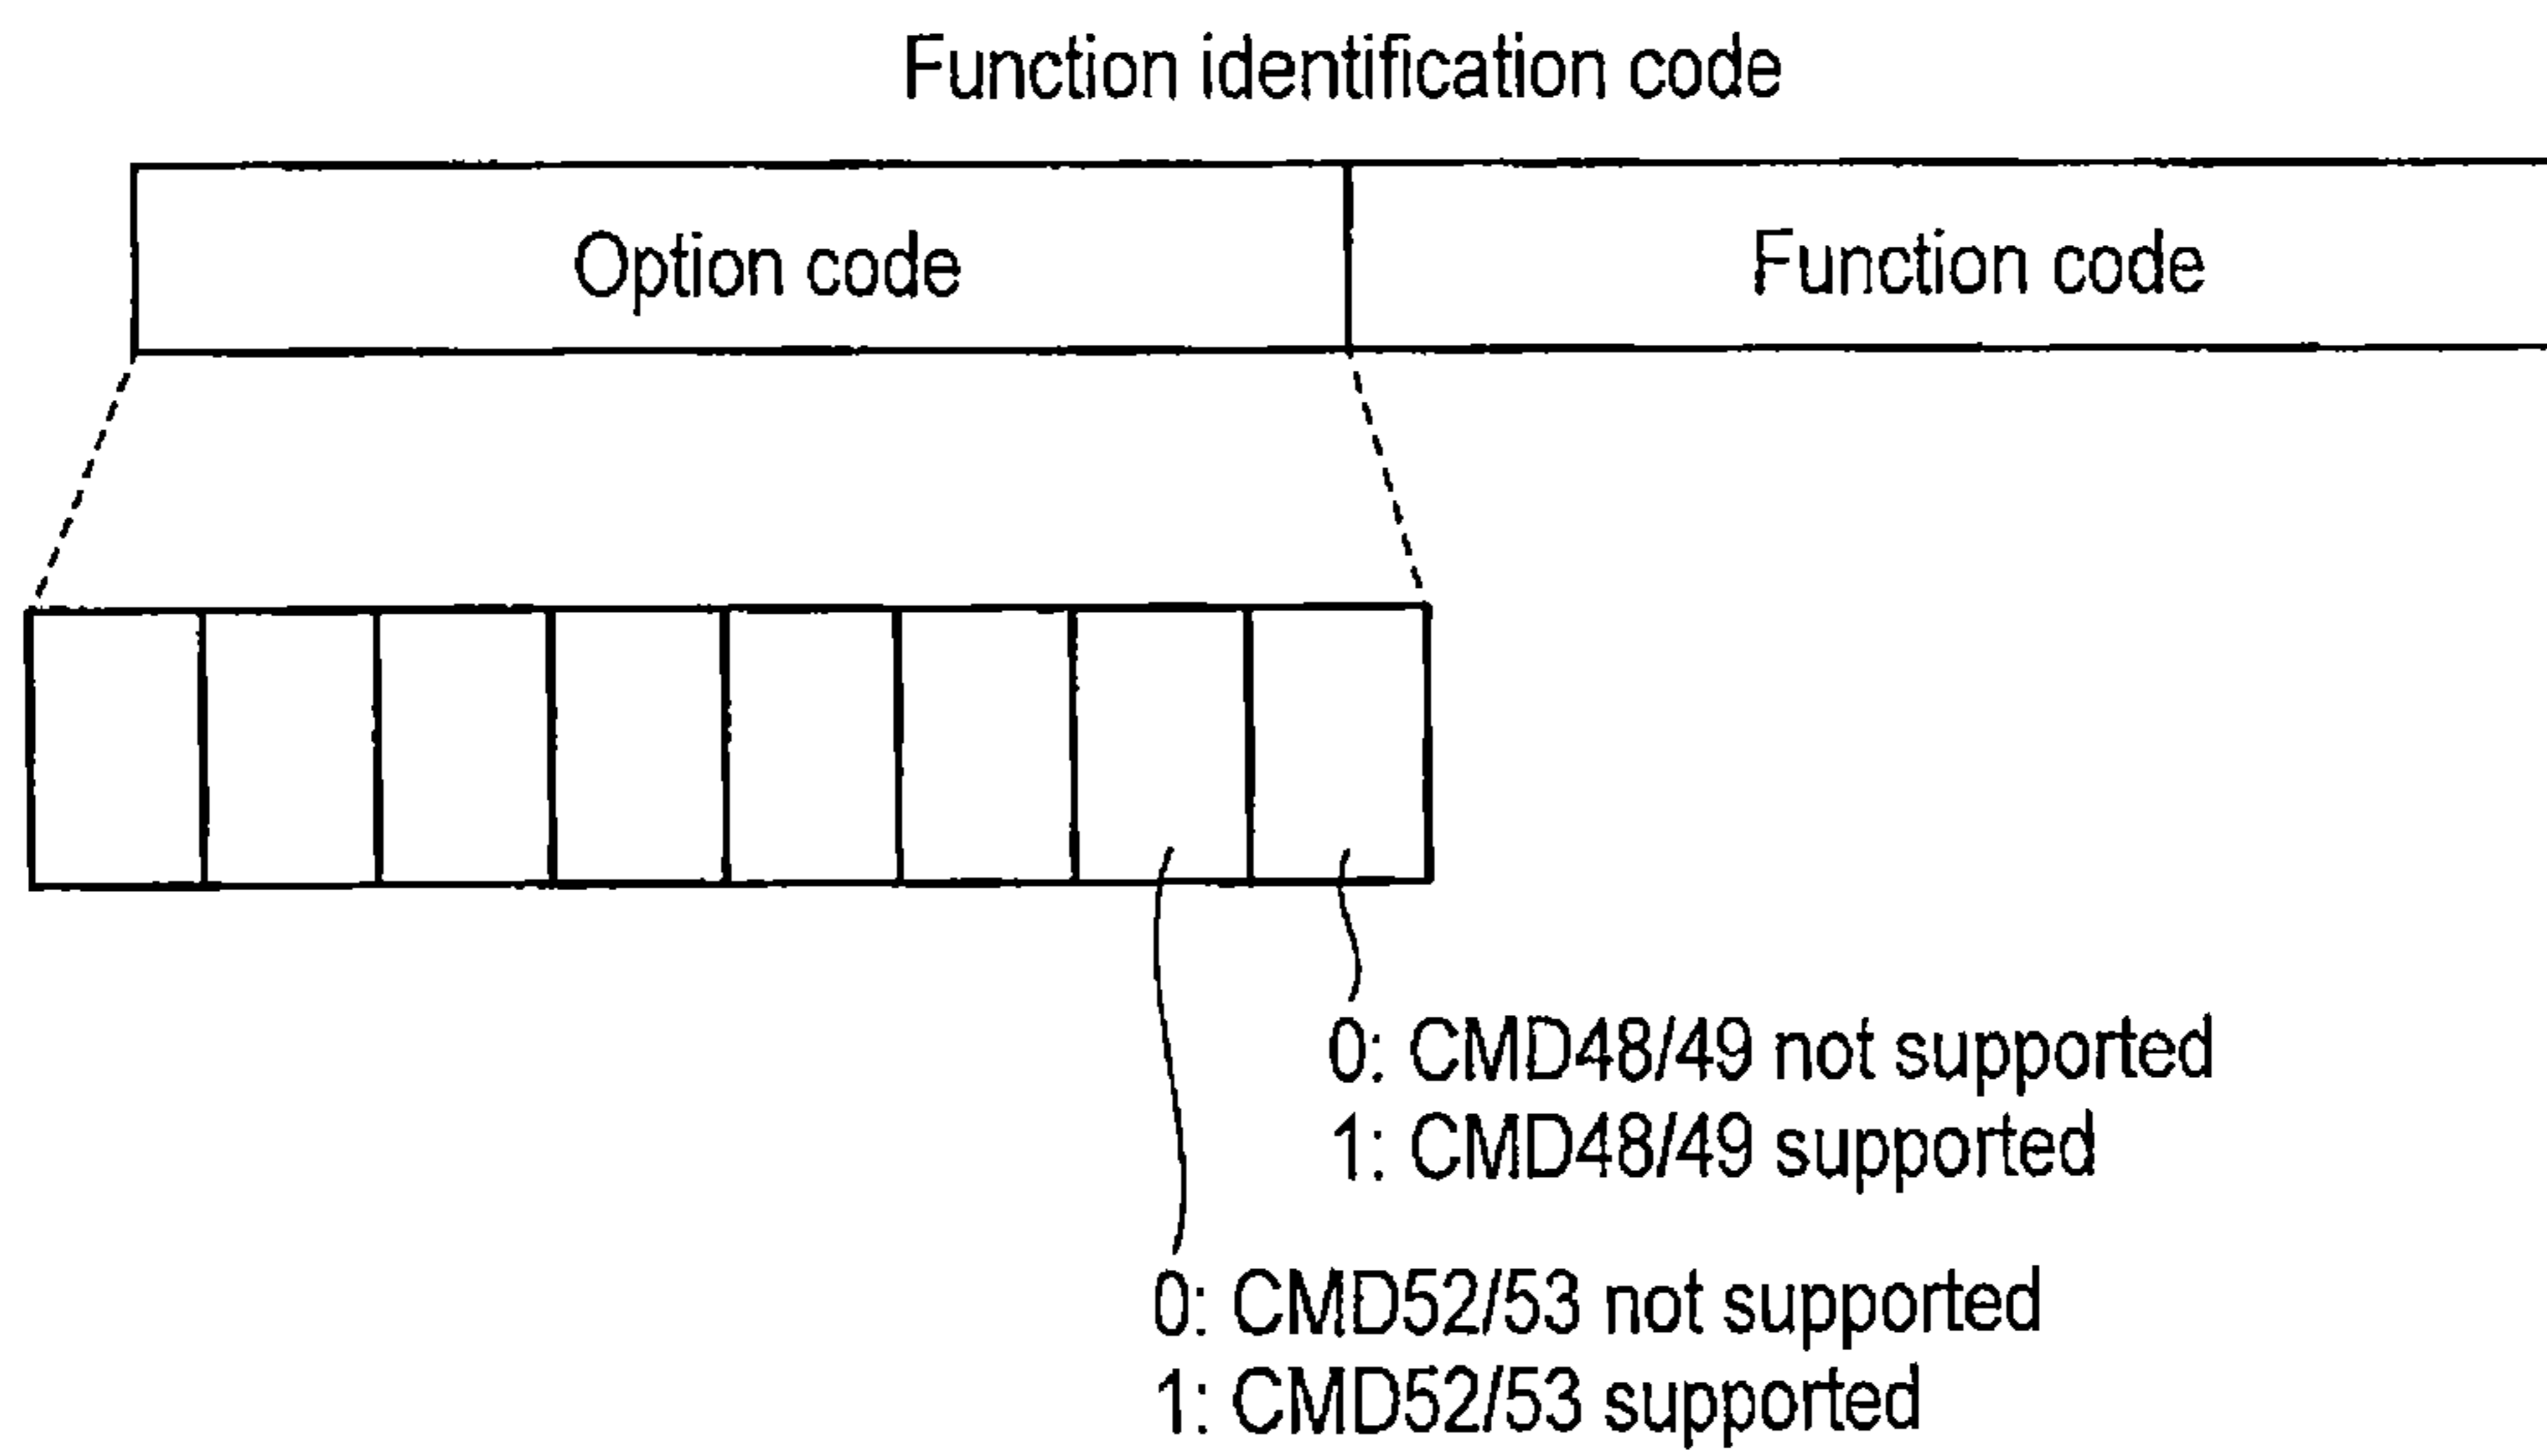 Function identification code
Option code
Function code
0: CMD48/49 not supported
1: CMD48/49 supported
0: CMD52/53 not supported
1: CMD52/53 supported